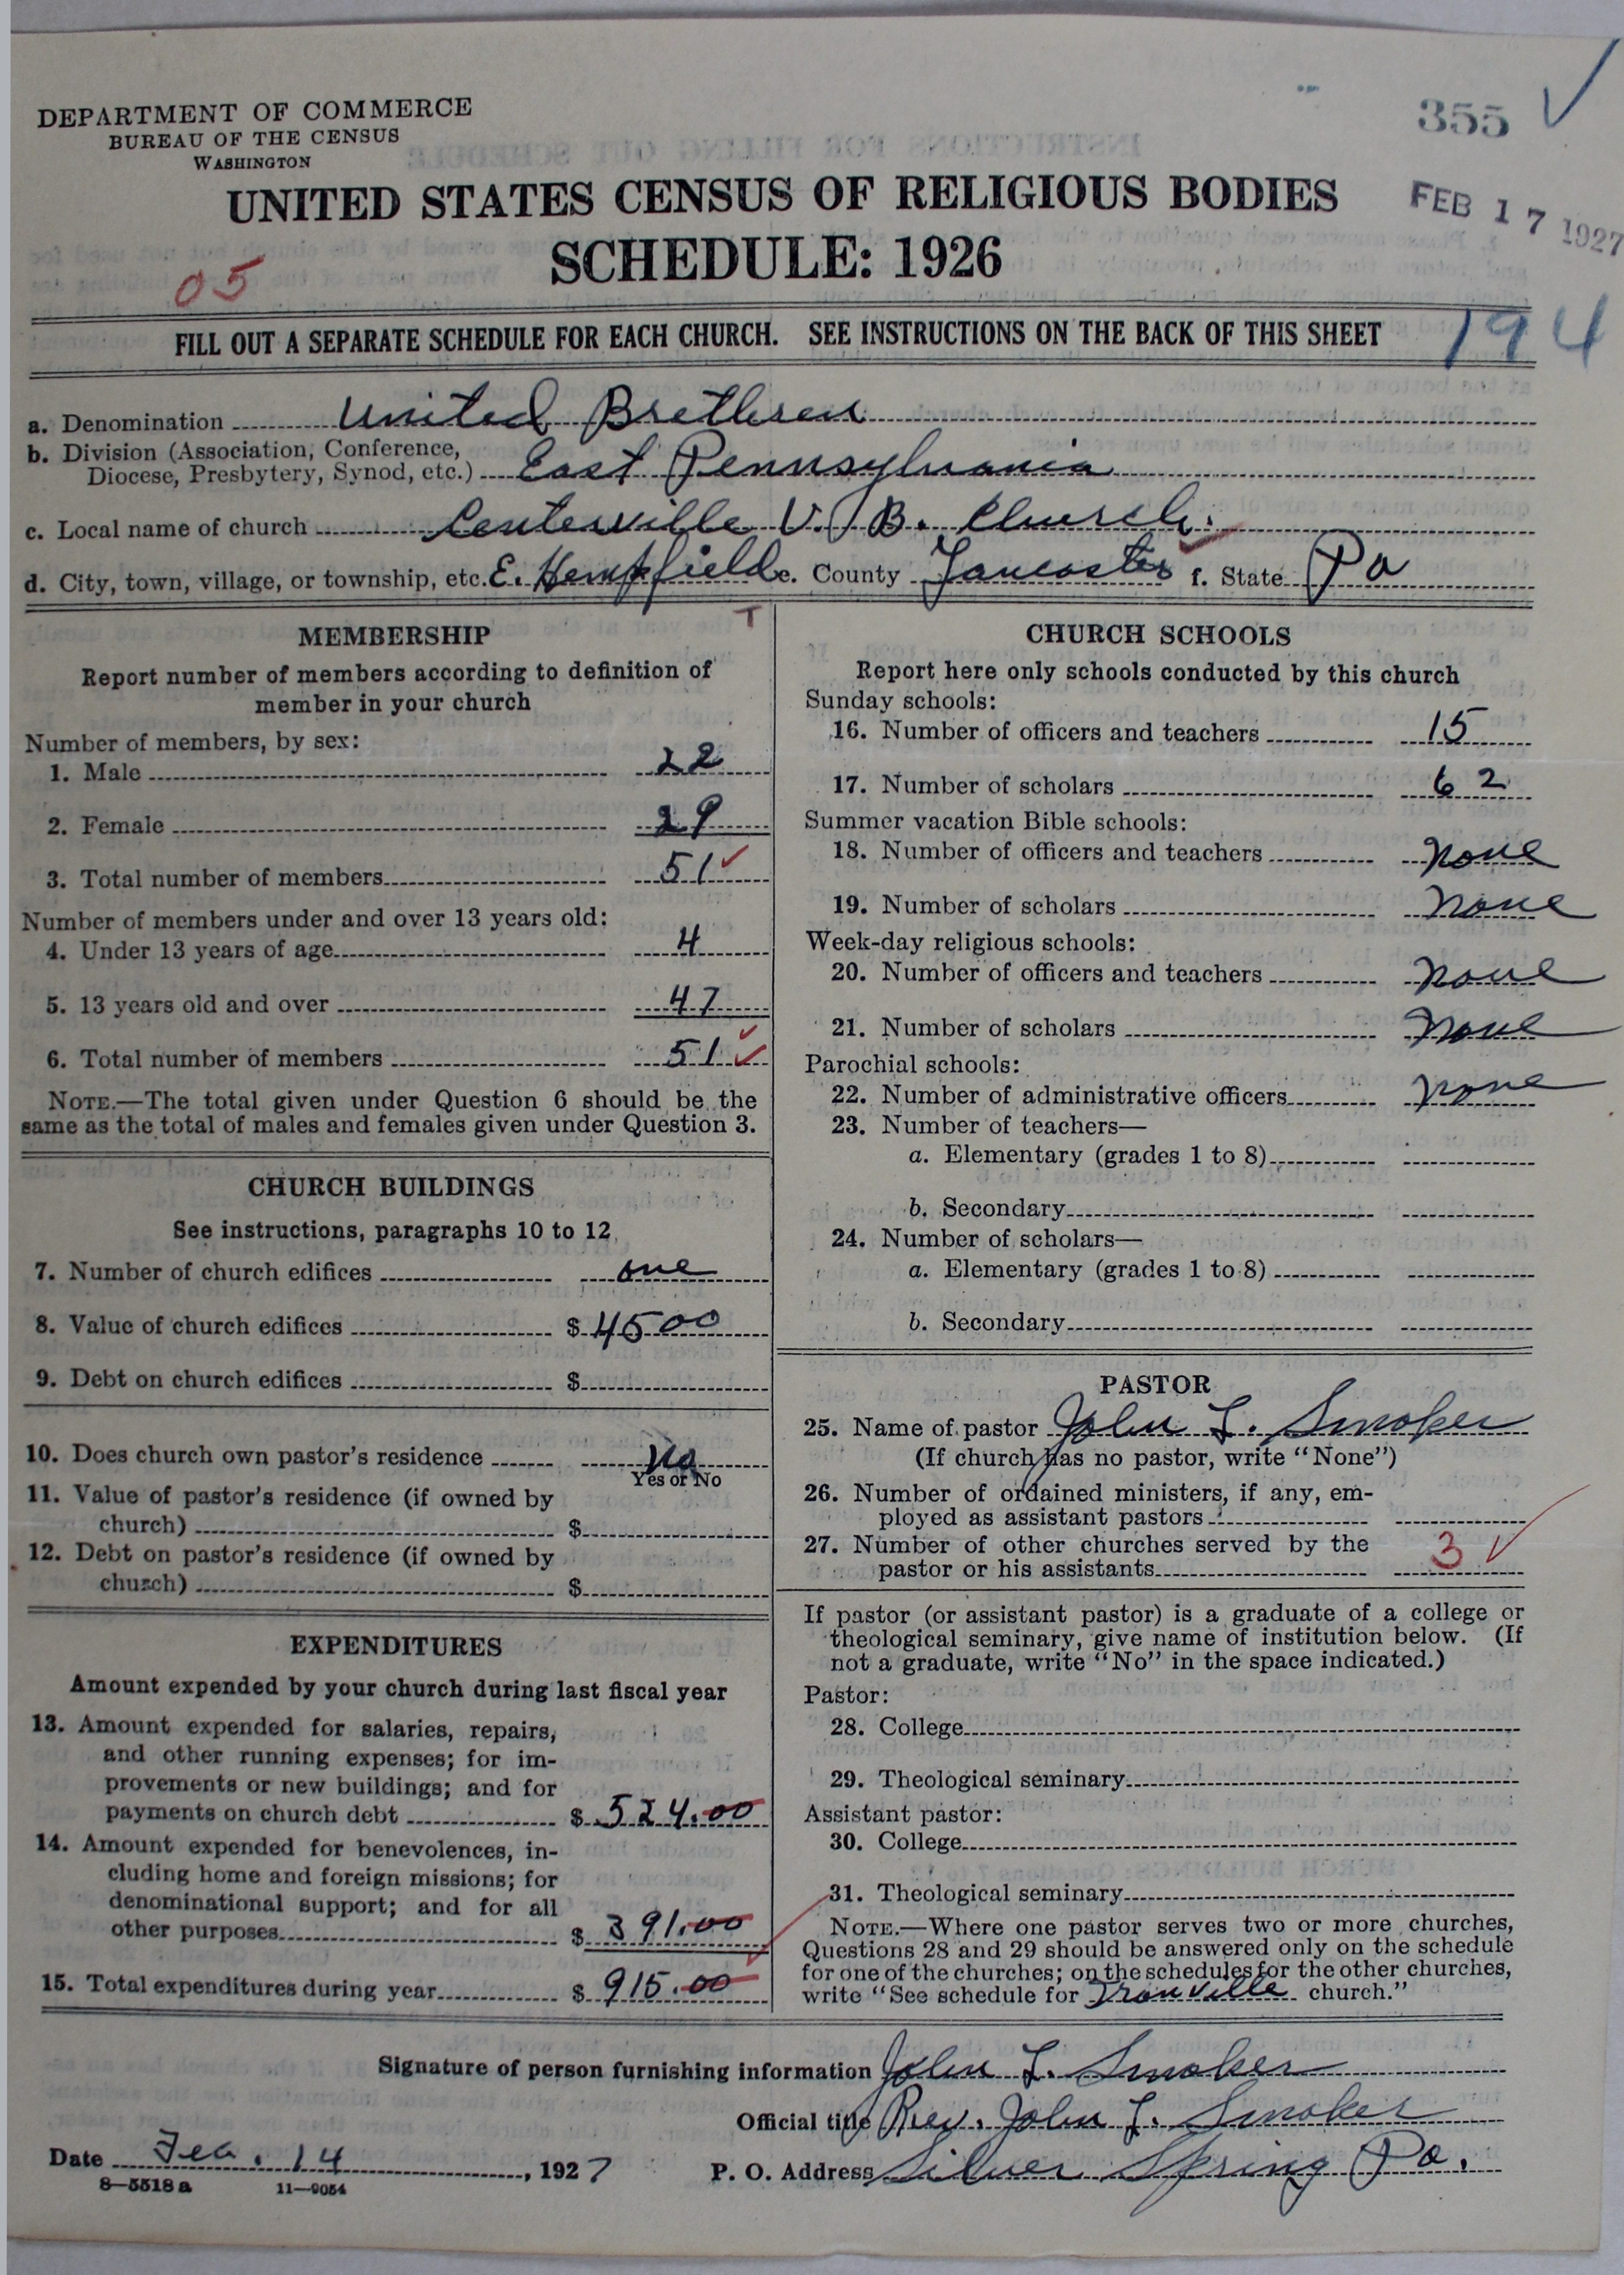 DEPARTMENT OF COMMERCE
BUREAU OF THE CENSUS
WASHINGTON
355
UNITED STATES CENSUS OF RELIGIOUS BODIES
SCHEDULE: 1926
FEB 17 1927
05
FILL OUT A SEPARATE SCHEDULE FOR EACH CHURCH. SEE INSTRUCTIONS ON THE BACK OF THIS SHEET
194
a. Denomination United Brethren
b. Division (Association, Conference,
Diocese, Presbytery, Synod, etc.) East Pennsylvania
c. Local name of church Centerville U. B. Church.
d. City, town, village, or township, etc. E. Hempfield e. County Lancaster f. State Pa
T
MEMBERSHIP
Report number of members according to definition of
member in your church
Number of members, by sex:
1. Male 22
2. Female 29
3. Total number of members 51
Number of members under and over 13 years old:
4. Under 13 years of age 4
5. 13 years old and over 47
6. Total number of members 51
NOTE.—The total given under Question 6 should be the
same as the total of males and females given under Question 3.
CHURCH BUILDINGS
See instructions, paragraphs 10 to 12
7. Number of church edifices one
8. Value of church edifices $ 4500
9. Debt on church edifices $
10. Does church own pastor's residence No
Yes or No
11. Value of pastor's residence (if owned by
church) $
12. Debt on pastor's residence (if owned by
church) $
EXPENDITURES
Amount expended by your church during last fiscal year
13. Amount expended for salaries, repairs,
and other running expenses; for im-
provements or new buildings; and for
payments on church debt $ 524.00
14. Amount expended for benevolences, in-
cluding home and foreign missions; for
denominational support; and for all
other purposes $ 391.00
15. Total expenditures during year $ 915.00
CHURCH SCHOOLS
Report here only schools conducted by this church
Sunday schools:
16. Number of officers and teachers 15
17. Number of scholars 62
Summer vacation Bible schools:
18. Number of officers and teachers none
19. Number of scholars none
Week-day religious schools:
20. Number of officers and teachers none
21. Number of scholars none
Parochial schools:
22. Number of administrative officers none
23. Number of teachers—
a. Elementary (grades 1 to 8)
b. Secondary
24. Number of scholars—
a. Elementary (grades 1 to 8)
b. Secondary
PASTOR
25. Name of pastor John L. Smoker
(If church has no pastor, write "None")
26. Number of ordained ministers, if any, em-
ployed as assistant pastors
27. Number of other churches served by the
pastor or his assistants 3
If pastor (or assistant pastor) is a graduate of a college or
theological seminary, give name of institution below. (If
not a graduate, write "No" in the space indicated.)
Pastor:
28. College
29. Theological seminary
Assistant pastor:
30. College
31. Theological seminary
NOTE.—Where one pastor serves two or more churches,
Questions 28 and 29 should be answered only on the schedule
for one of the churches; on the schedules for the other churches,
write "See schedule for Ironville church."
Signature of person furnishing information John L. Smoker
Official title Rev. John L. Smoker
Date Feb. 14, 1927
P. O. Address Silver Spring Pa.
8—5518 a 11—9054